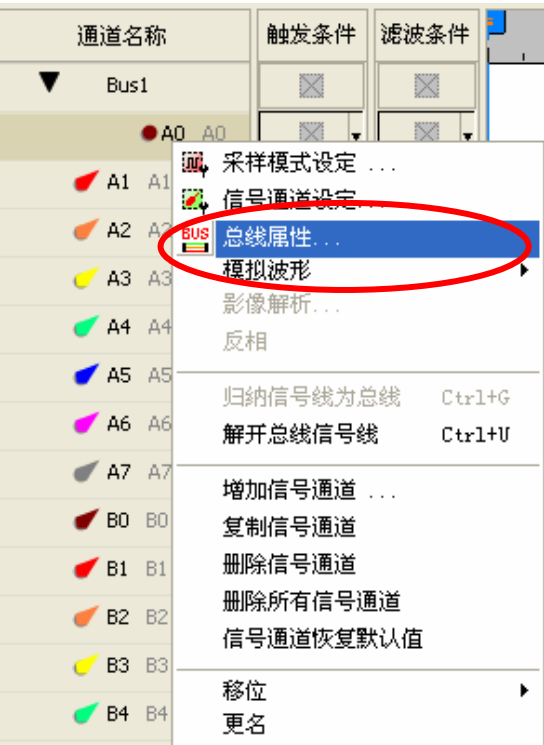 通道名称 触发条件 滤波条件
Bus1
A0 A0
采样模式设定 ...
A1 A1
信号通道设定...
A2 A2
BUS 总线属性...
模拟波形
A3 A3
影像解析...
A4 A4
反相
A5 A5
归纳信号线为总线 Ctrl+G
A6 A6
解开总线信号线 Ctrl+U
A7 A7
增加信号通道 ...
B0 B0
复制信号通道
B1 B1
删除信号通道
删除所有信号通道
B2 B2
信号通道恢复默认值
B3 B3
移位
B4 B4
更名